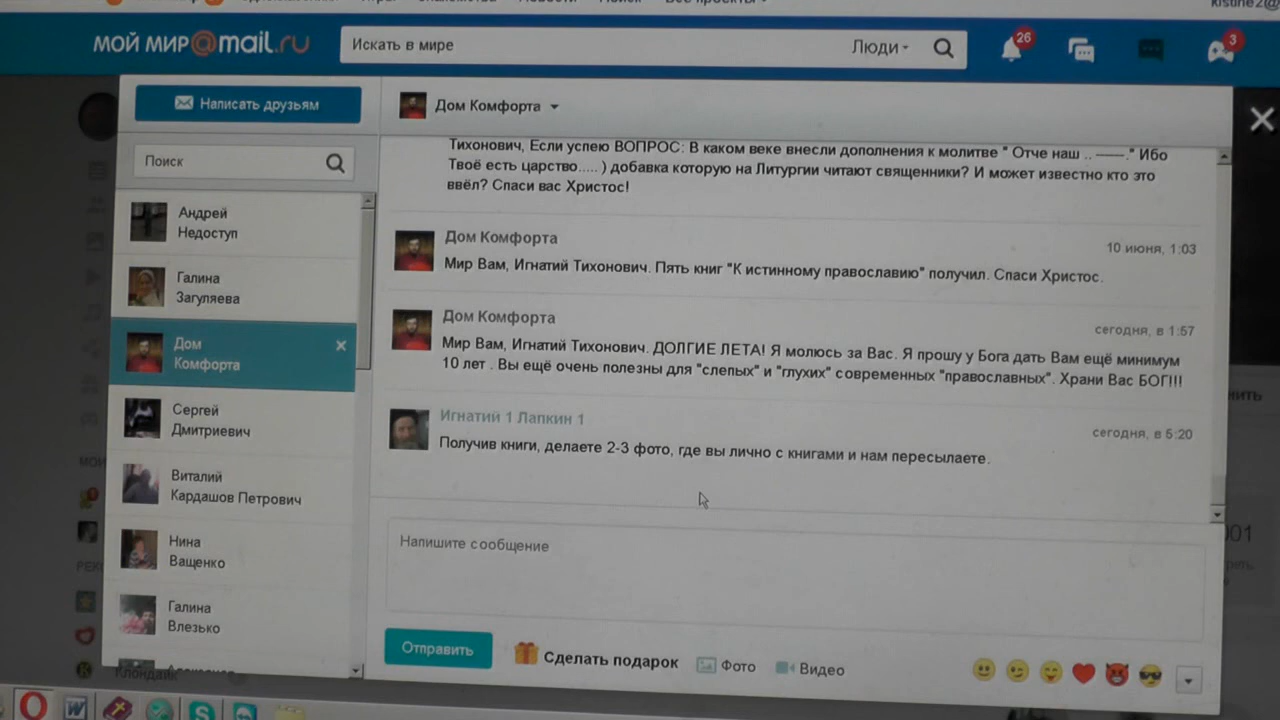 kistine2@
МОЙ МИР@mail.ru
Искать в мире
Люди
26
3
Написать друзьям
Дом Комфорта
Поиск
Андрей
Недоступ
Галина
Загуляева
Дом
Комфорта
Сергей
Дмитриевич
Виталий
Кардашов Петрович
Нина
Ващенко
Галина
Влезько
Тихонович, Если успею ВОПРОС: В каком веке внесли дополнения к молитве " Отче наш .. ——." Ибо
Твоё есть царство..... ) добавка которую на Литургии читают священники? И может известно кто это
ввёл? Спаси вас Христос!
Дом Комфорта
10 июня, 1:03
Мир Вам, Игнатий Тихонович. Пять книг "К истинному православию" получил. Спаси Христос.
Дом Комфорта
сегодня, в 1:57
Мир Вам, Игнатий Тихонович. ДОЛГИЕ ЛЕТА! Я молюсь за Вас. Я прошу у Бога дать Вам ещё минимум
10 лет . Вы ещё очень полезны для "слепых" и "глухих" современных "православных". Храни Вас БОГ!!!
Игнатий 1 Лапкин 1
сегодня, в 5:20
Получив книги, делаете 2-3 фото, где вы лично с книгами и нам пересылаете.
Напишите сообщение
Отправить
Сделать подарок
Фото
Видео
Клондайк